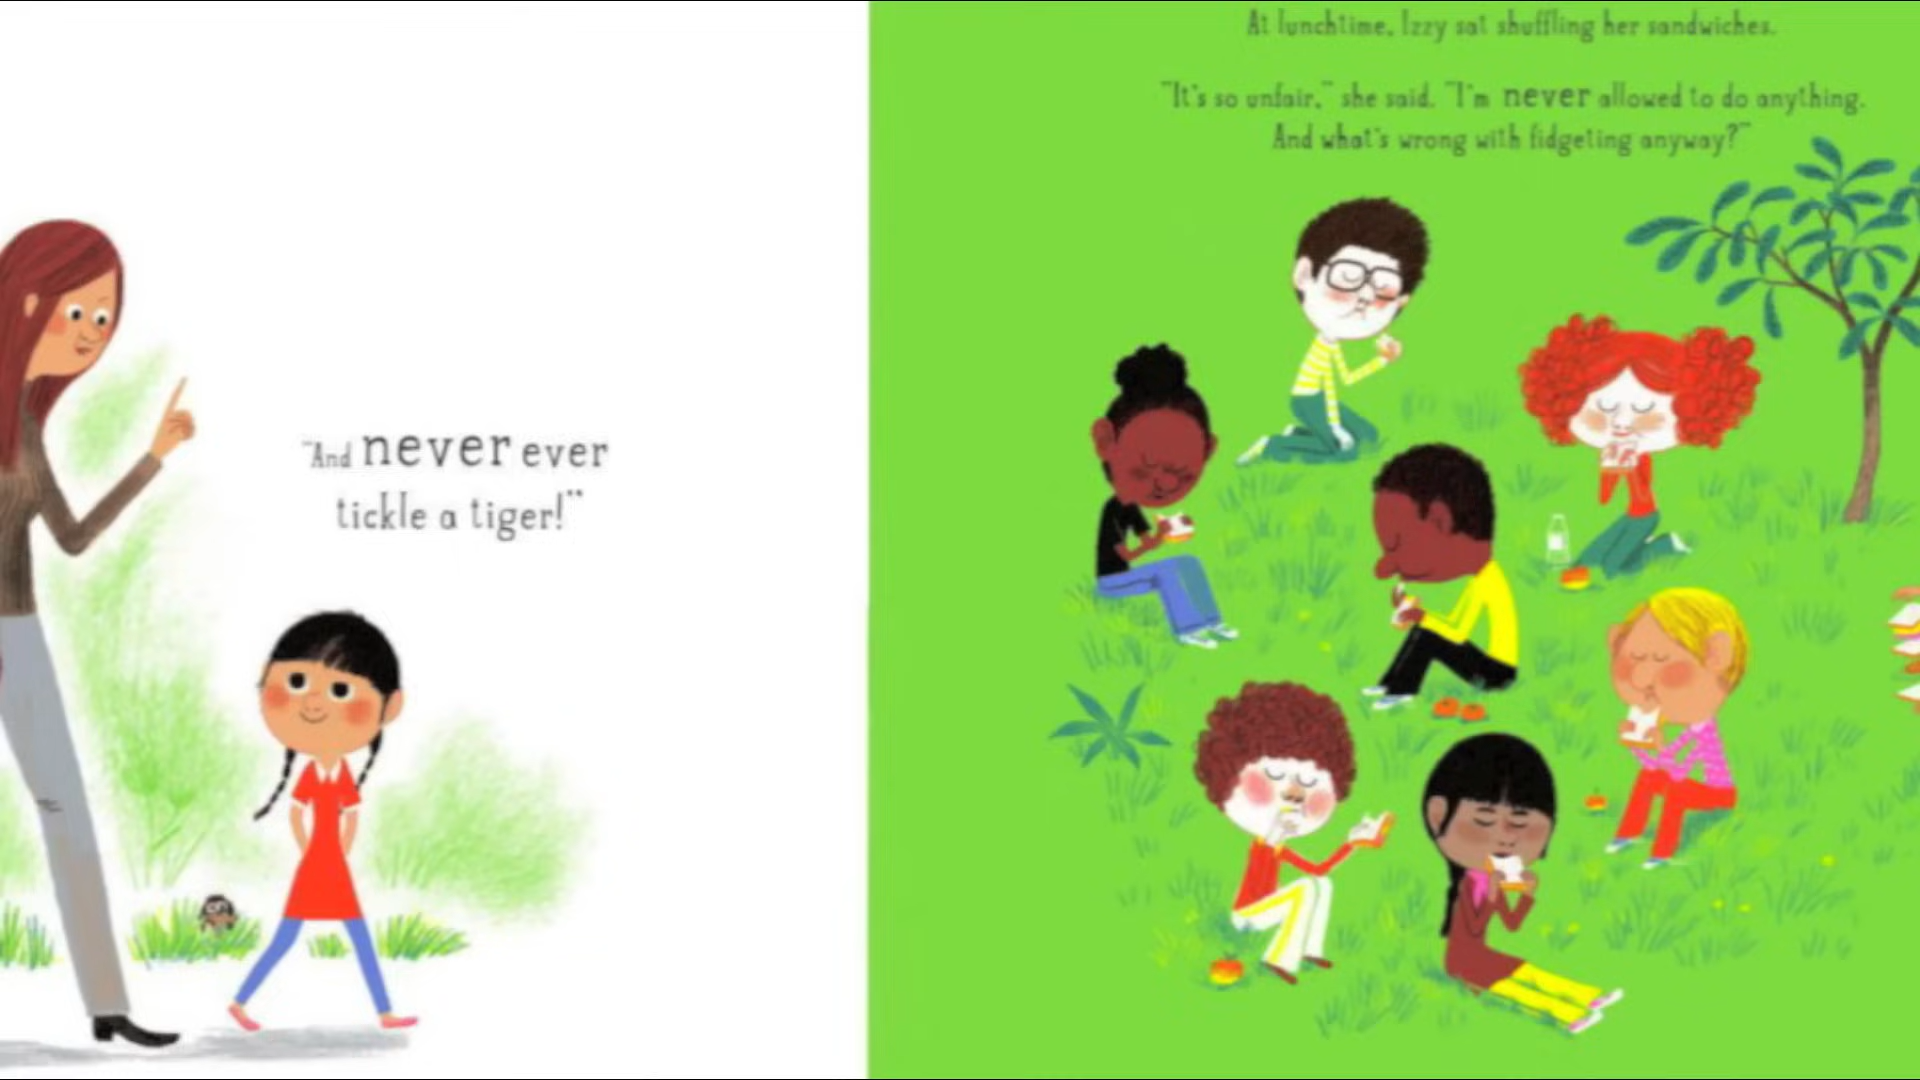 "And never ever
tickle a tiger!"
At lunchtime, Izzy sat shuffling her sandwiches.
"It's so unfair," she said. "I'm never allowed to do anything.
And what's wrong with fidgeting anyway?"